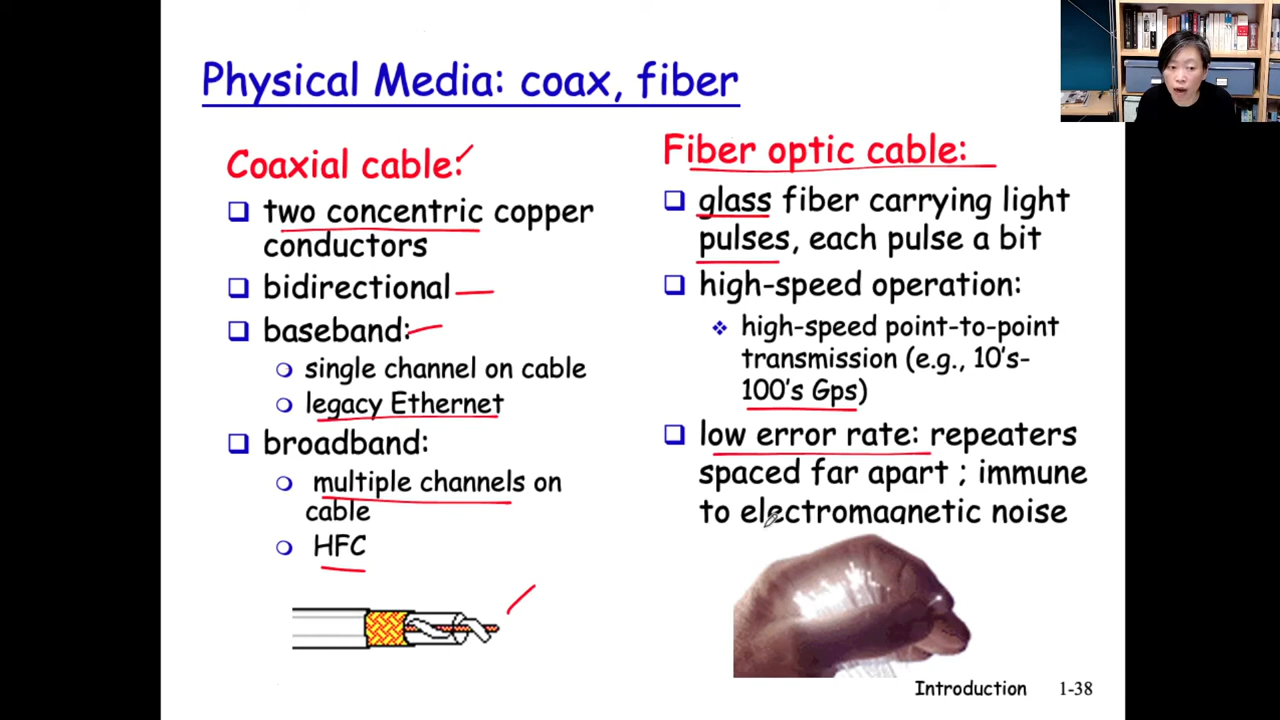 Physical Media: coax, fiber
Coaxial cable:
two concentric copper
conductors
bidirectional
baseband:
single channel on cable
legacy Ethernet
broadband:
multiple channels on
cable
HFC
Fiber optic cable:
glass fiber carrying light
pulses, each pulse a bit
high-speed operation:
high-speed point-to-point
transmission (e.g., 10's-
100's Gps)
low error rate: repeaters
spaced far apart ; immune
to electromagnetic noise
Introduction
1-38